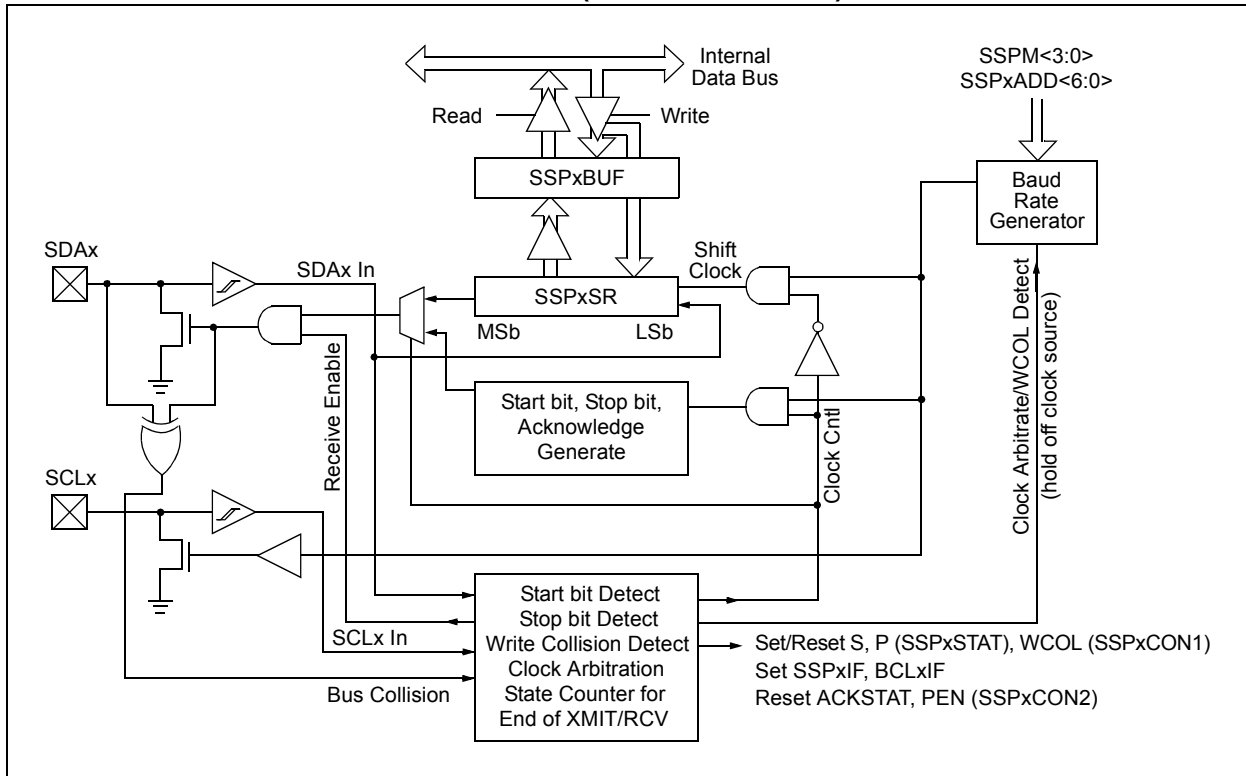 Internal
Data Bus
SSPM<3:0>
SSPxADD<6:0>
Read
Write
SSPxBUF
Baud
Rate
Generator
SDAx
SDAx In
Shift
Clock
SSPxSR
MSb
LSb
Receive Enable
Start bit, Stop bit,
Acknowledge
Generate
Clock Cntl
Clock Arbitrate/WCOL Detect
(hold off clock source)
SCLx
SCLx In
Bus Collision
Start bit Detect
Stop bit Detect
Write Collision Detect
Clock Arbitration
State Counter for
End of XMIT/RCV
Set/Reset S, P (SSPxSTAT), WCOL (SSPxCON1)
Set SSPxIF, BCLxIF
Reset ACKSTAT, PEN (SSPxCON2)